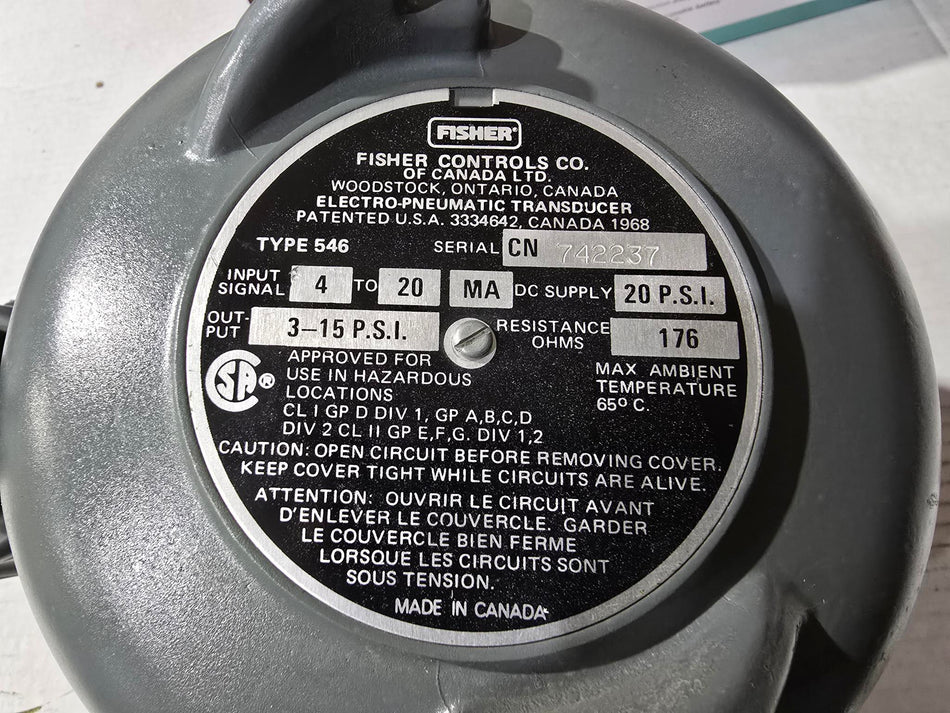 FISHER®
FISHER CONTROLS CO.
OF CANADA LTD.
WOODSTOCK, ONTARIO, CANADA
ELECTRO-PNEUMATIC TRANSDUCER
PATENTED U.S.A. 3334642, CANADA 1968
TYPE 546 SERIAL CN 742237
INPUT SIGNAL 4 TO 20 MA DC SUPPLY 20 P.S.I.
OUT-PUT 3-15 P.S.I. RESISTANCE OHMS 176
SA®
APPROVED FOR
USE IN HAZARDOUS
LOCATIONS
CL I GP D DIV 1, GP A,B,C,D
DIV 2 CL II GP E,F,G. DIV 1,2
MAX AMBIENT
TEMPERATURE
65° C.
CAUTION: OPEN CIRCUIT BEFORE REMOVING COVER.
KEEP COVER TIGHT WHILE CIRCUITS ARE ALIVE.
ATTENTION: OUVRIR LE CIRCUIT AVANT
D'ENLEVER LE COUVERCLE. GARDER
LE COUVERCLE BIEN FERME
LORSQUE LES CIRCUITS SONT
SOUS TENSION.
MADE IN CANADA